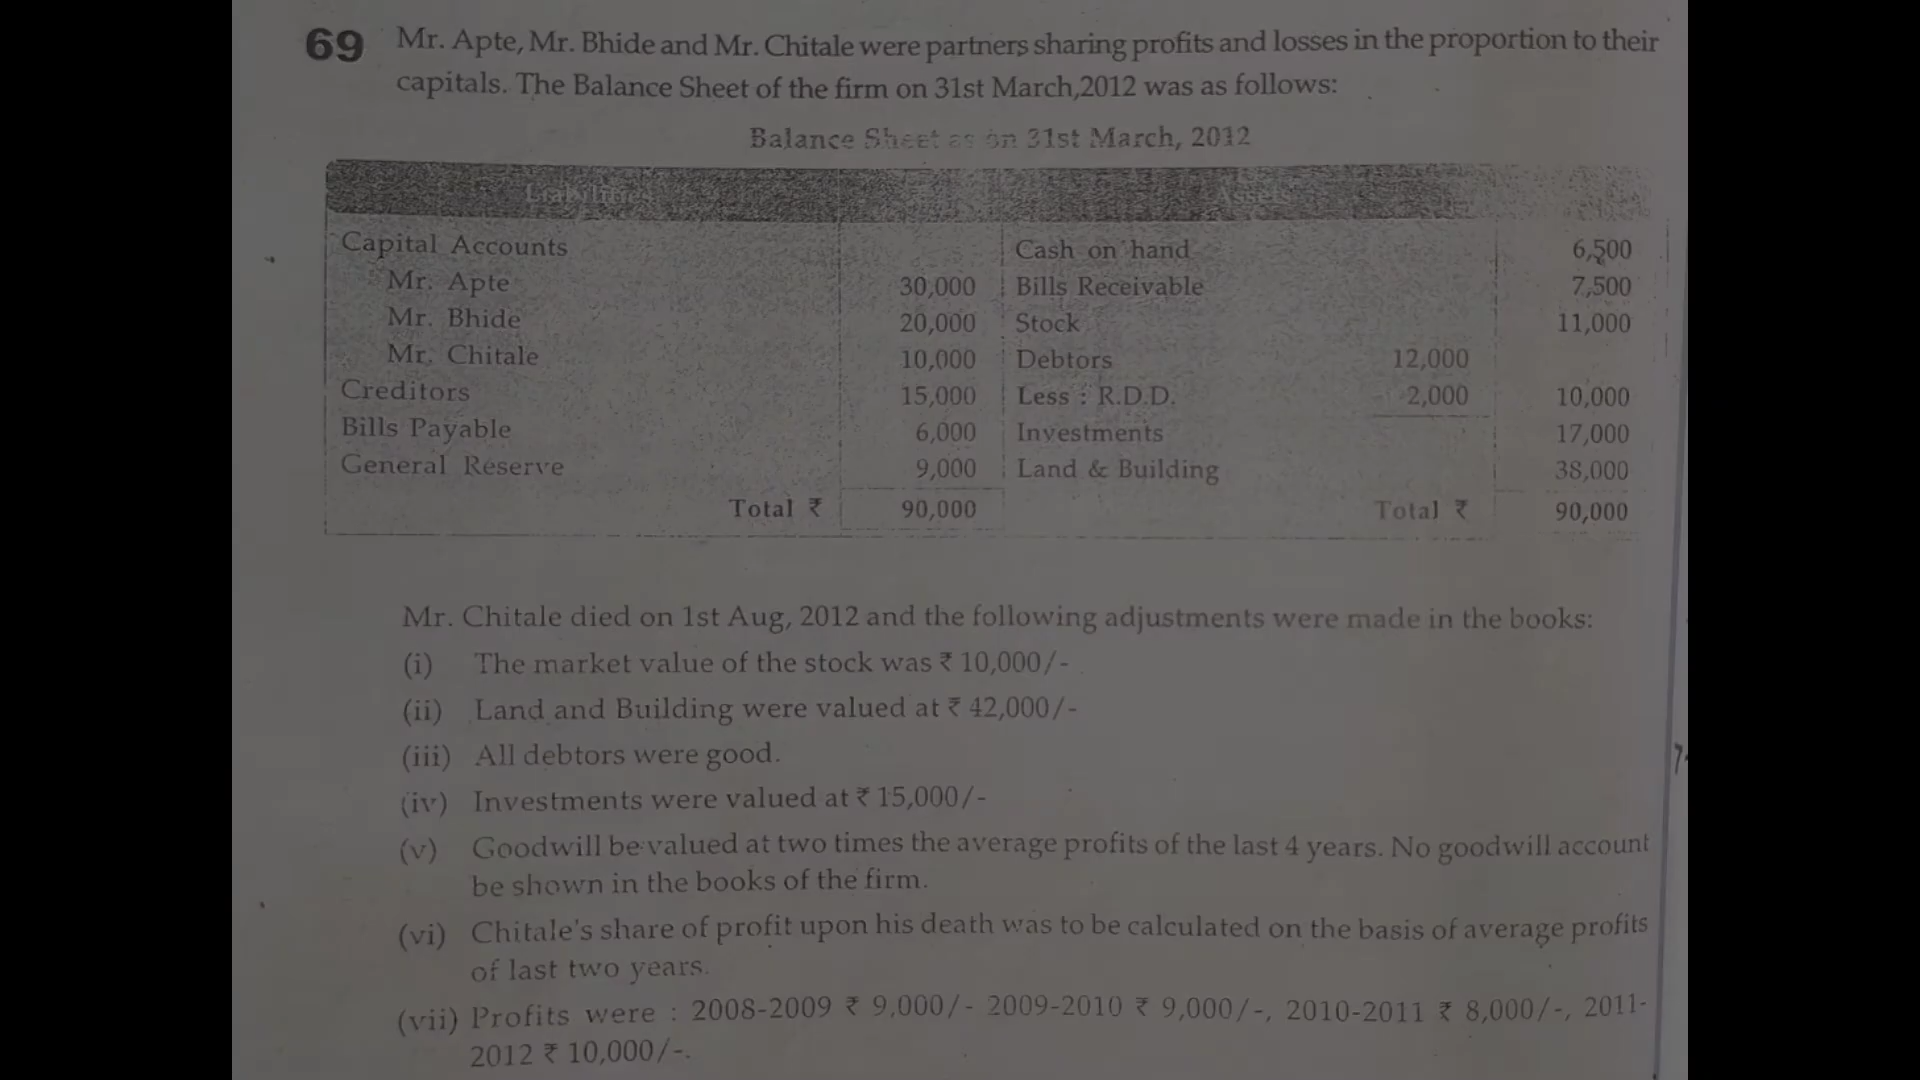 69 Mr. Apte, Mr. Bhide and Mr. Chitale were partners sharing profits and losses in the proportion to their
capitals. The Balance Sheet of the firm on 31st March,2012 was as follows:
Balance Sheet as on 31st March, 2012
Liabilities Assets
Capital Accounts Cash on hand 6,500
Mr. Apte 30,000 Bills Receivable 7,500
Mr. Bhide 20,000 Stock 11,000
Mr. Chitale 10,000 Debtors 12,000
Creditors 15,000 Less : R.D.D. 2,000 10,000
Bills Payable 6,000 Investments 17,000
General Reserve 9,000 Land & Building 38,000
Total ₹ 90,000 Total ₹ 90,000
Mr. Chitale died on 1st Aug, 2012 and the following adjustments were made in the books:
(i) The market value of the stock was ₹ 10,000/-
(ii) Land and Building were valued at ₹ 42,000/-
(iii) All debtors were good.
(iv) Investments were valued at ₹ 15,000/-
(v) Goodwill be valued at two times the average profits of the last 4 years. No goodwill account
be shown in the books of the firm.
(vi) Chitale's share of profit upon his death was to be calculated on the basis of average profits
of last two years.
(vii) Profits were : 2008-2009 ₹ 9,000/- 2009-2010 ₹ 9,000/-, 2010-2011 ₹ 8,000/-, 2011-
2012 ₹ 10,000/-.